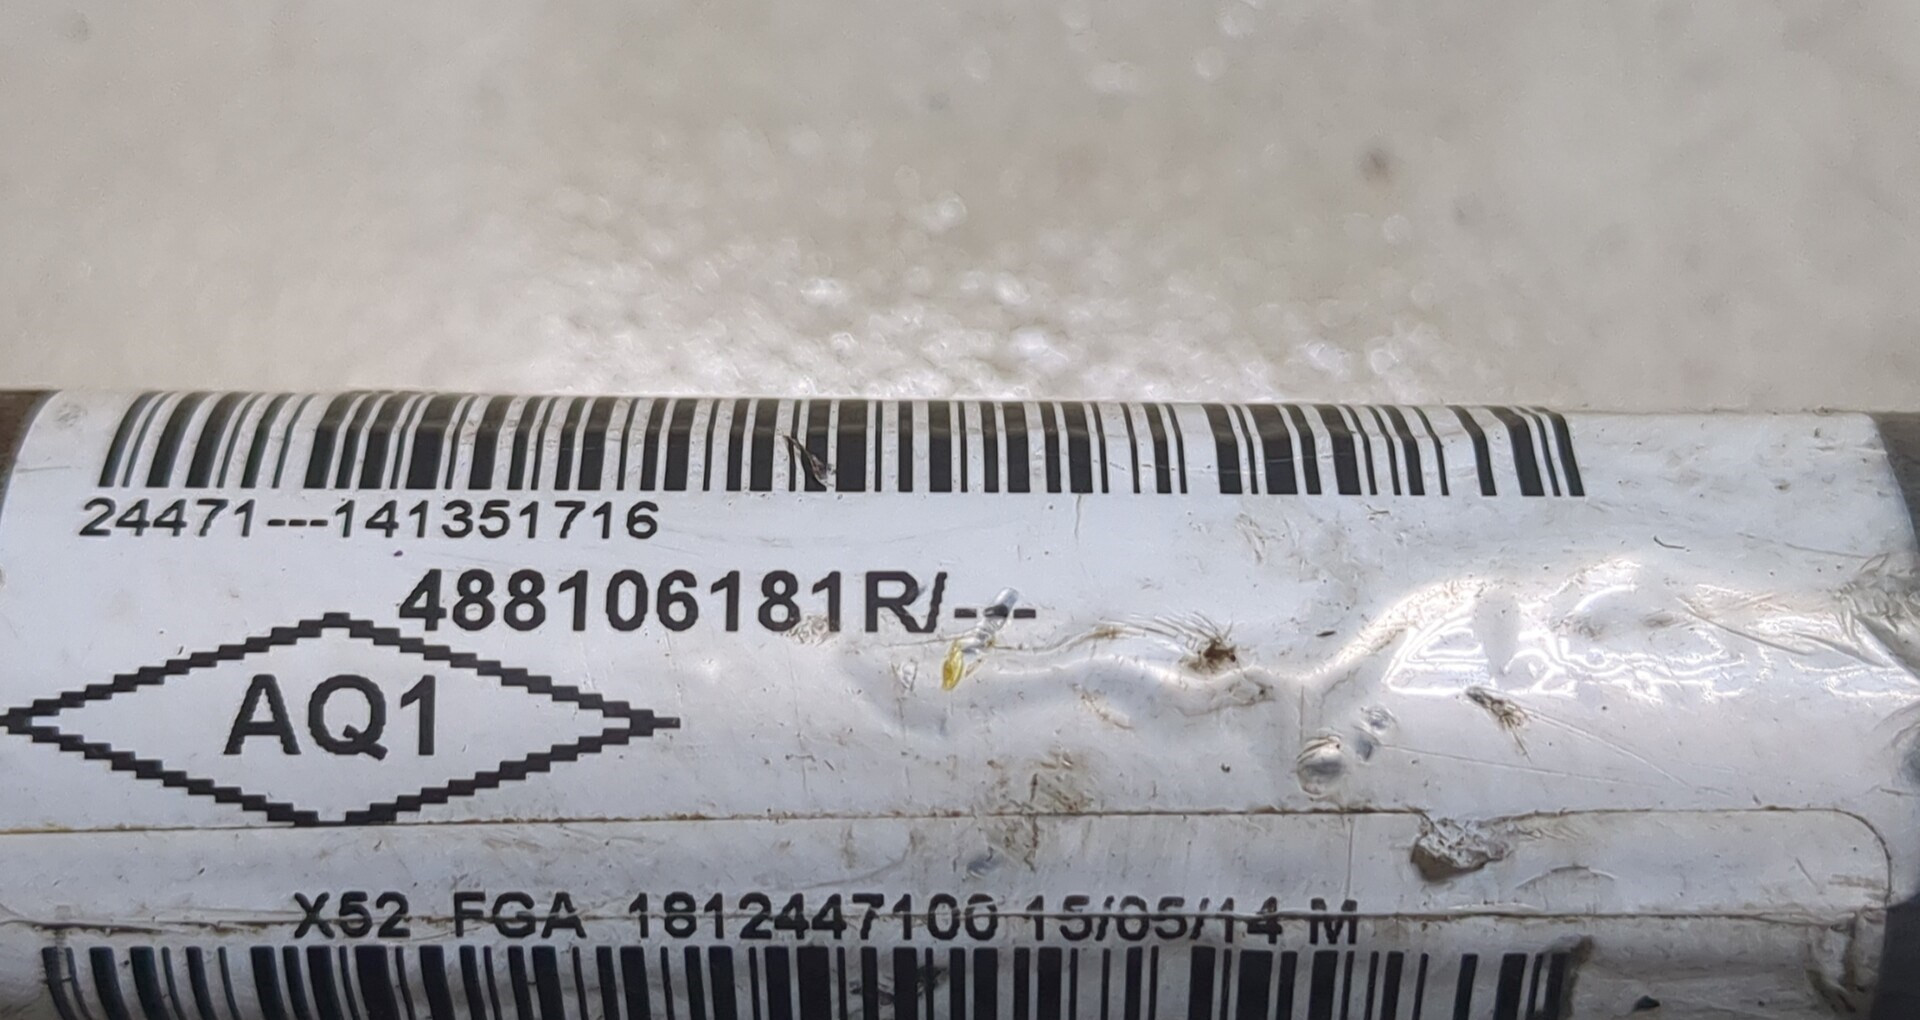 24471---141351716
488106181R/---
AQ1
X52 FGA 1812447100 15/05/14 M